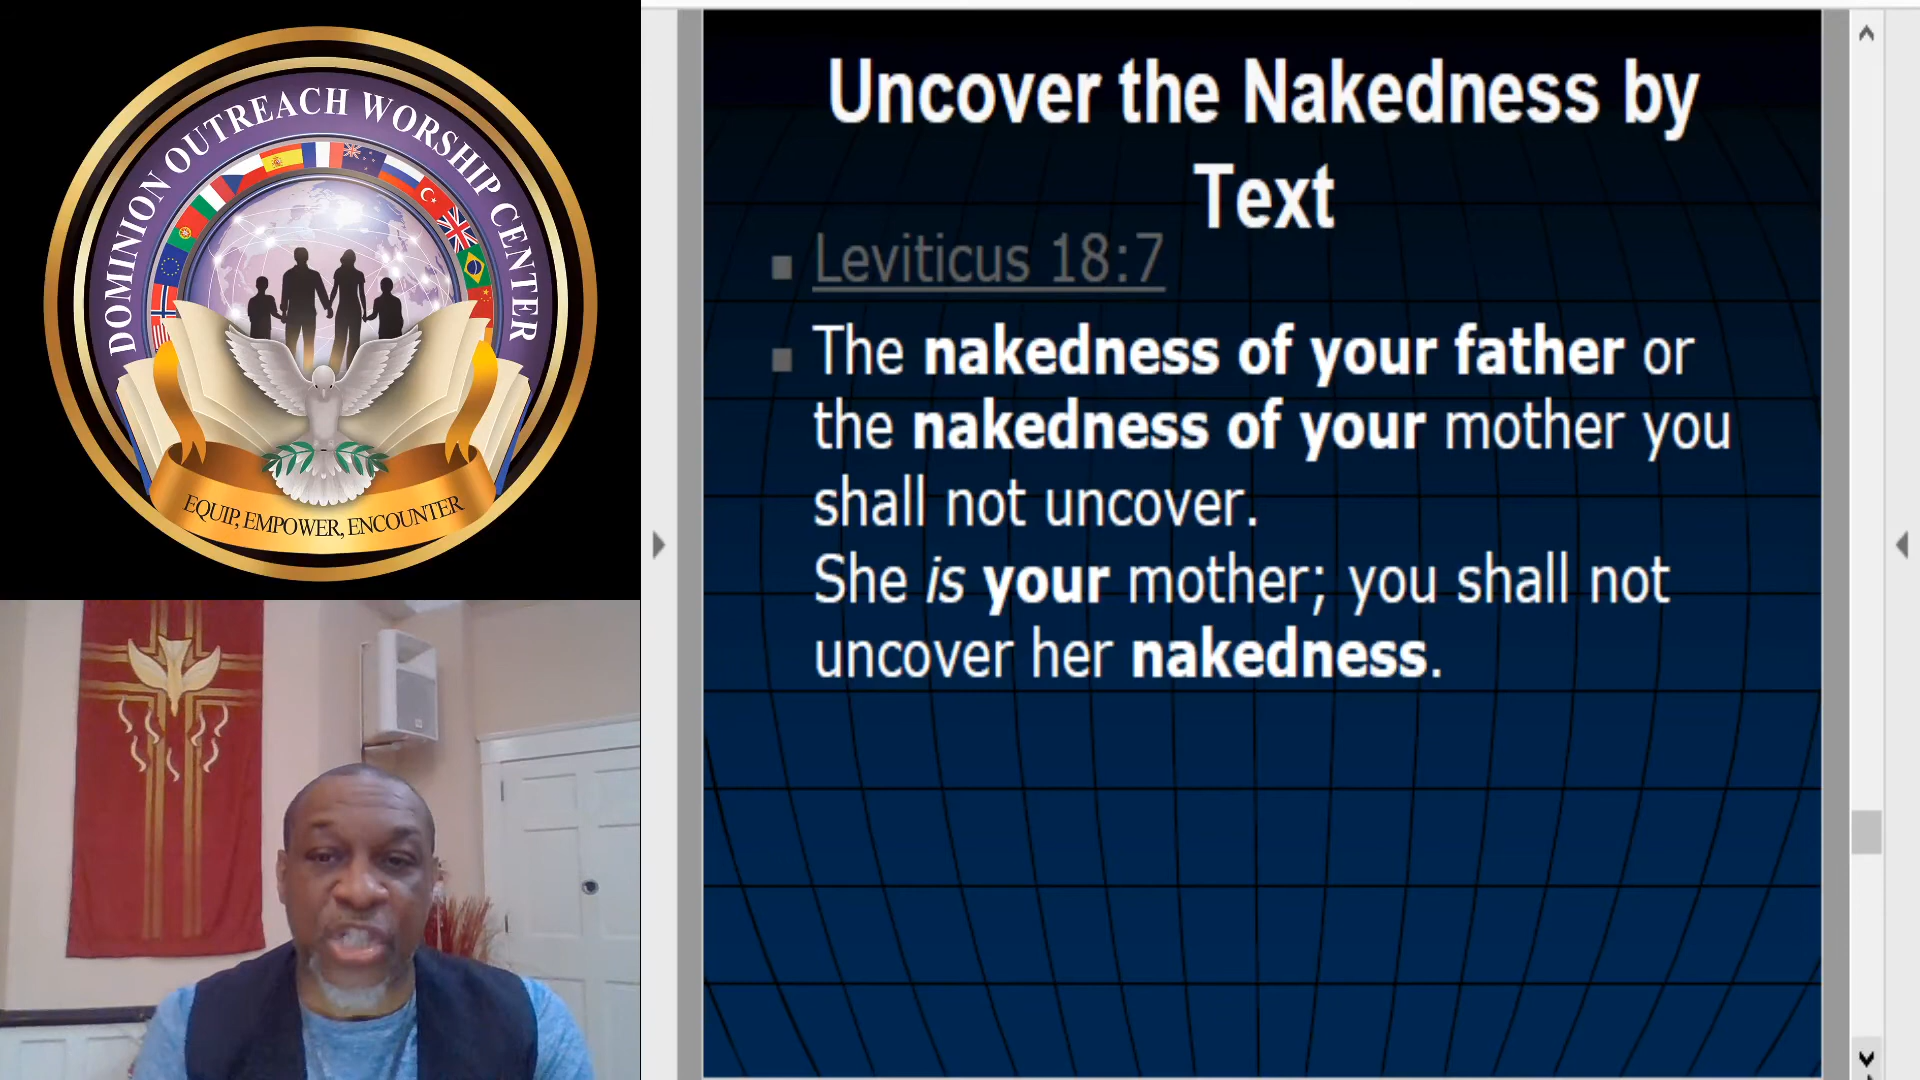 DOMINION OUTREACH WORSHIP CENTER
EQUIP, EMPOWER, ENCOUNTER
Uncover the Nakedness by
Text
Leviticus 18:7
The nakedness of your father or
the nakedness of your mother you
shall not uncover.
She is your mother; you shall not
uncover her nakedness.